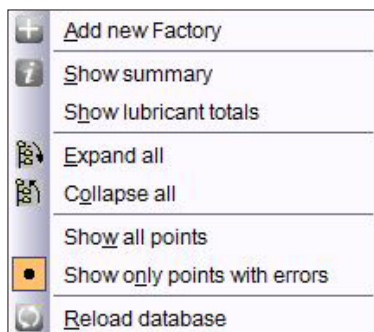 Add new Factory
Show summary
Show lubricant totals
Expand all
Collapse all
Show all points
Show only points with errors
Reload database